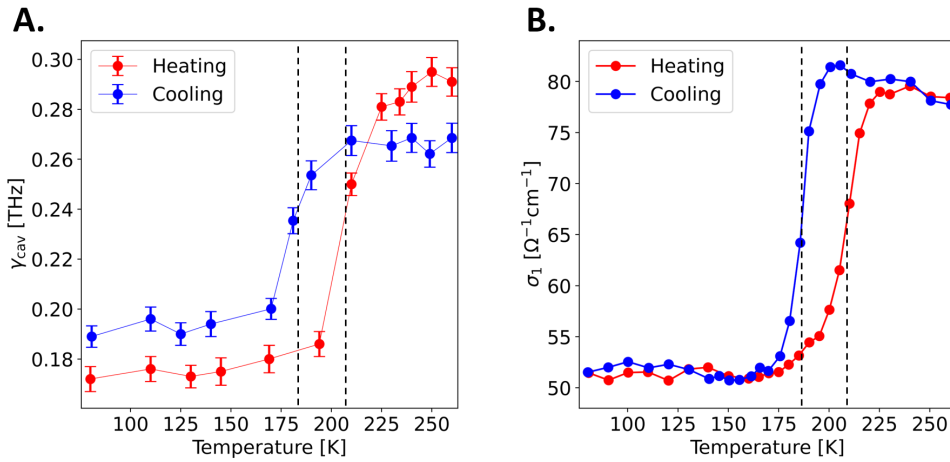 A.
0.30
0.28
0.26
0.24
0.20
0.18
γcav [THz]
Heating
Cooling
100 125 150 175 200 225 250
Temperature [K]
B.
80
75
70
65
60
55
50
σ₁ [Ω⁻¹cm⁻¹]
Heating
Cooling
100 125 150 175 200 225 250
Temperature [K]